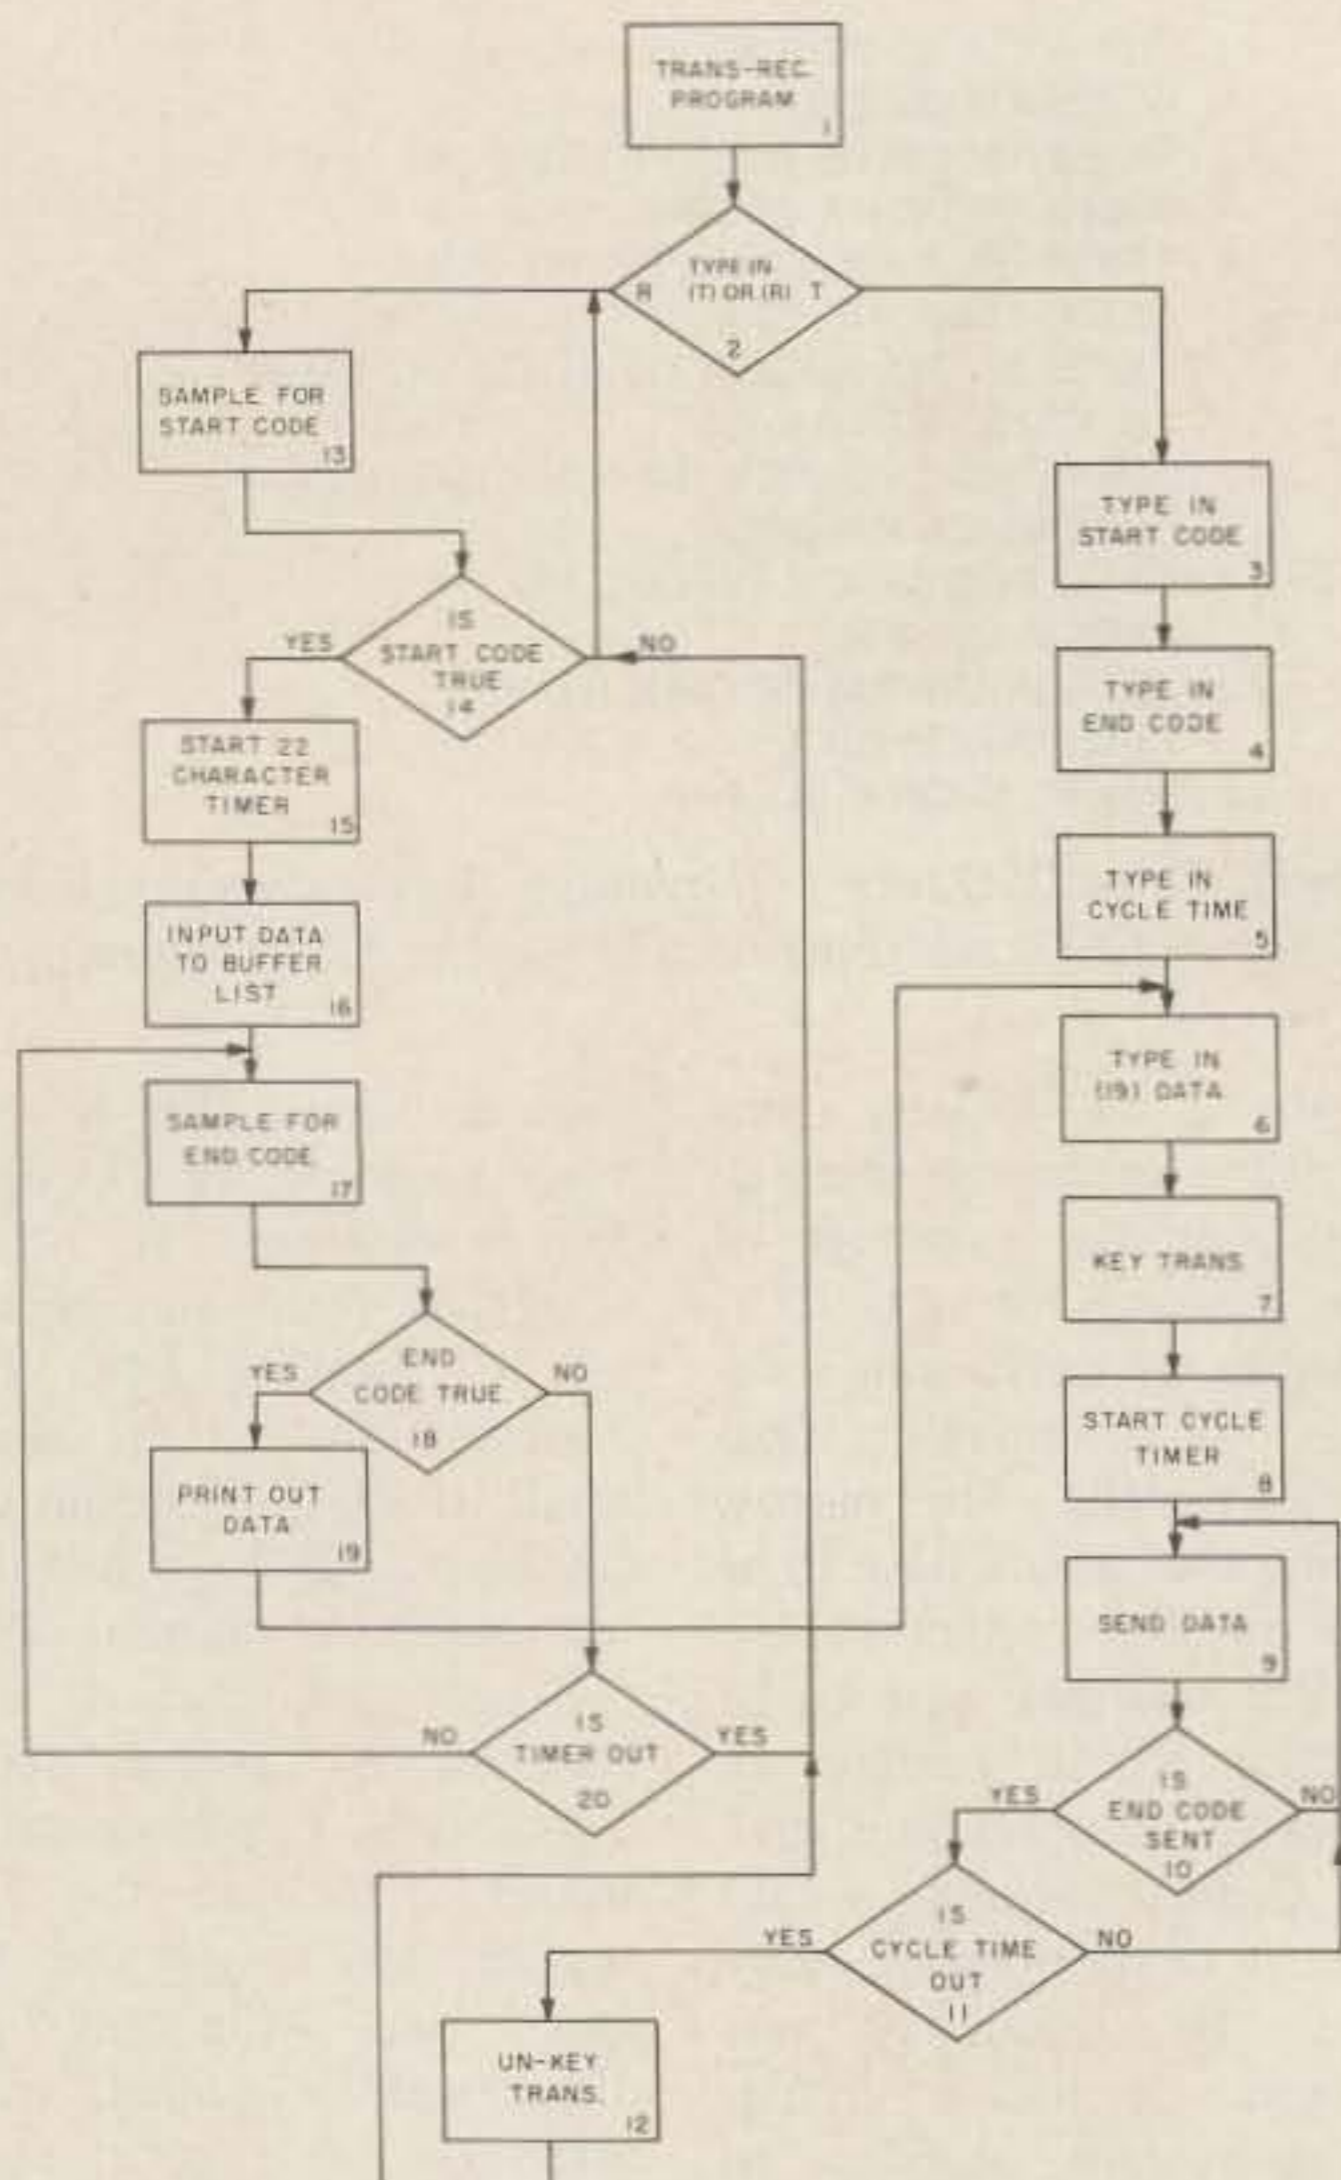 TRANS-REC.
PROGRAM
1
TYPE IN
R (T) OR (R) T
2
SAMPLE FOR
START CODE
13
TYPE IN
START CODE
3
IS
START CODE
TRUE
14
YES
NO
TYPE IN
END CODE
4
START 22
CHARACTER
TIMER
15
TYPE IN
CYCLE TIME
5
INPUT DATA
TO BUFFER
LIST
16
TYPE IN
(19) DATA
6
SAMPLE FOR
END CODE
17
KEY TRANS
7
END
CODE TRUE
18
YES
NO
START CYCLE
TIMER
8
PRINT OUT
DATA
19
SEND DATA
9
IS
TIMER OUT
20
NO
YES
IS
END CODE
SENT
10
YES
NO
IS
CYCLE TIME
OUT
11
YES
NO
UN-KEY
TRANS.
12